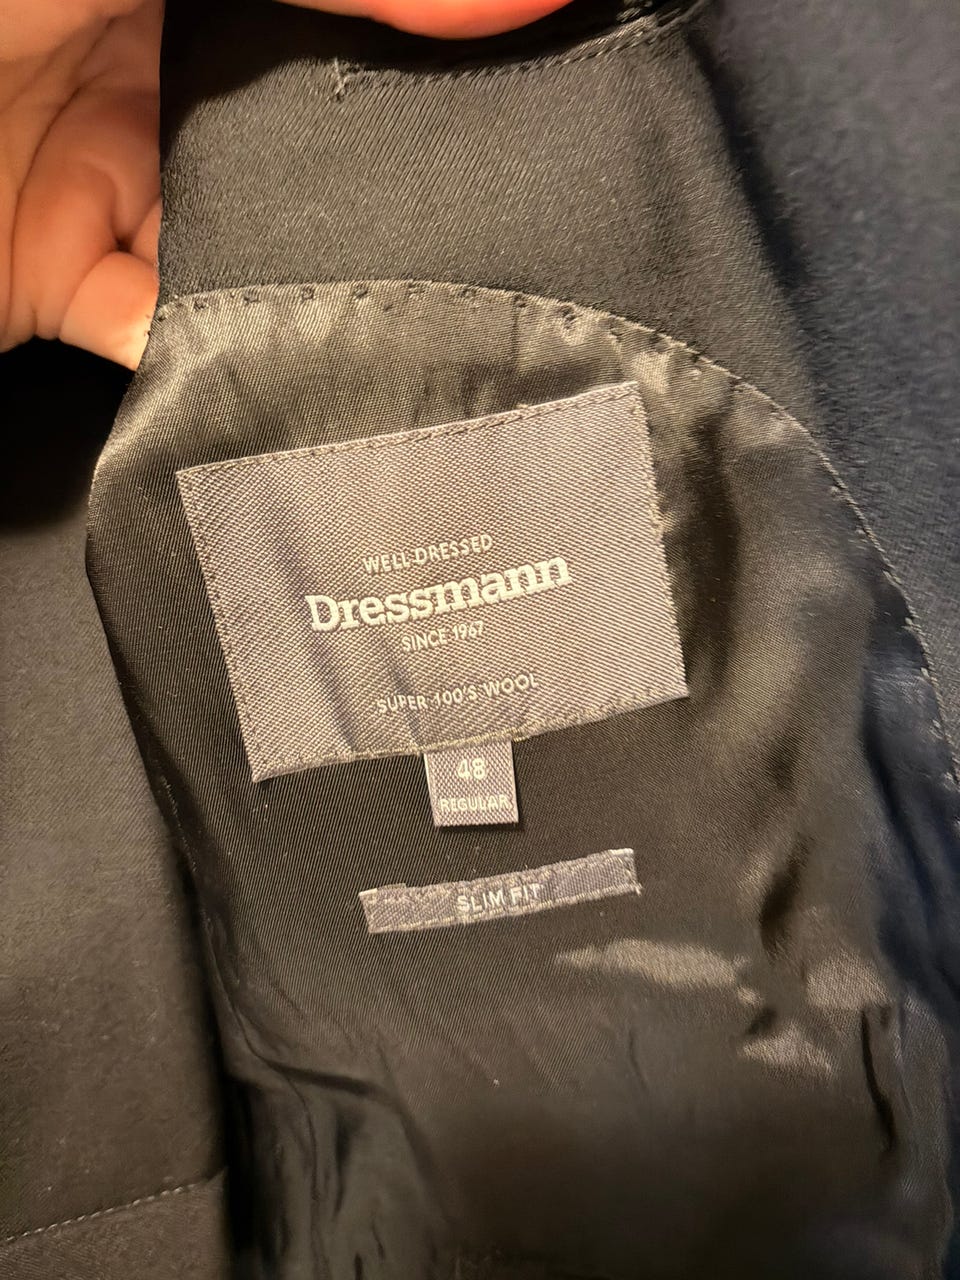 WELL DRESSED
Dressmann
SINCE 1967
SUPER 100'S WOOL
48
REGULAR
SLIM FIT